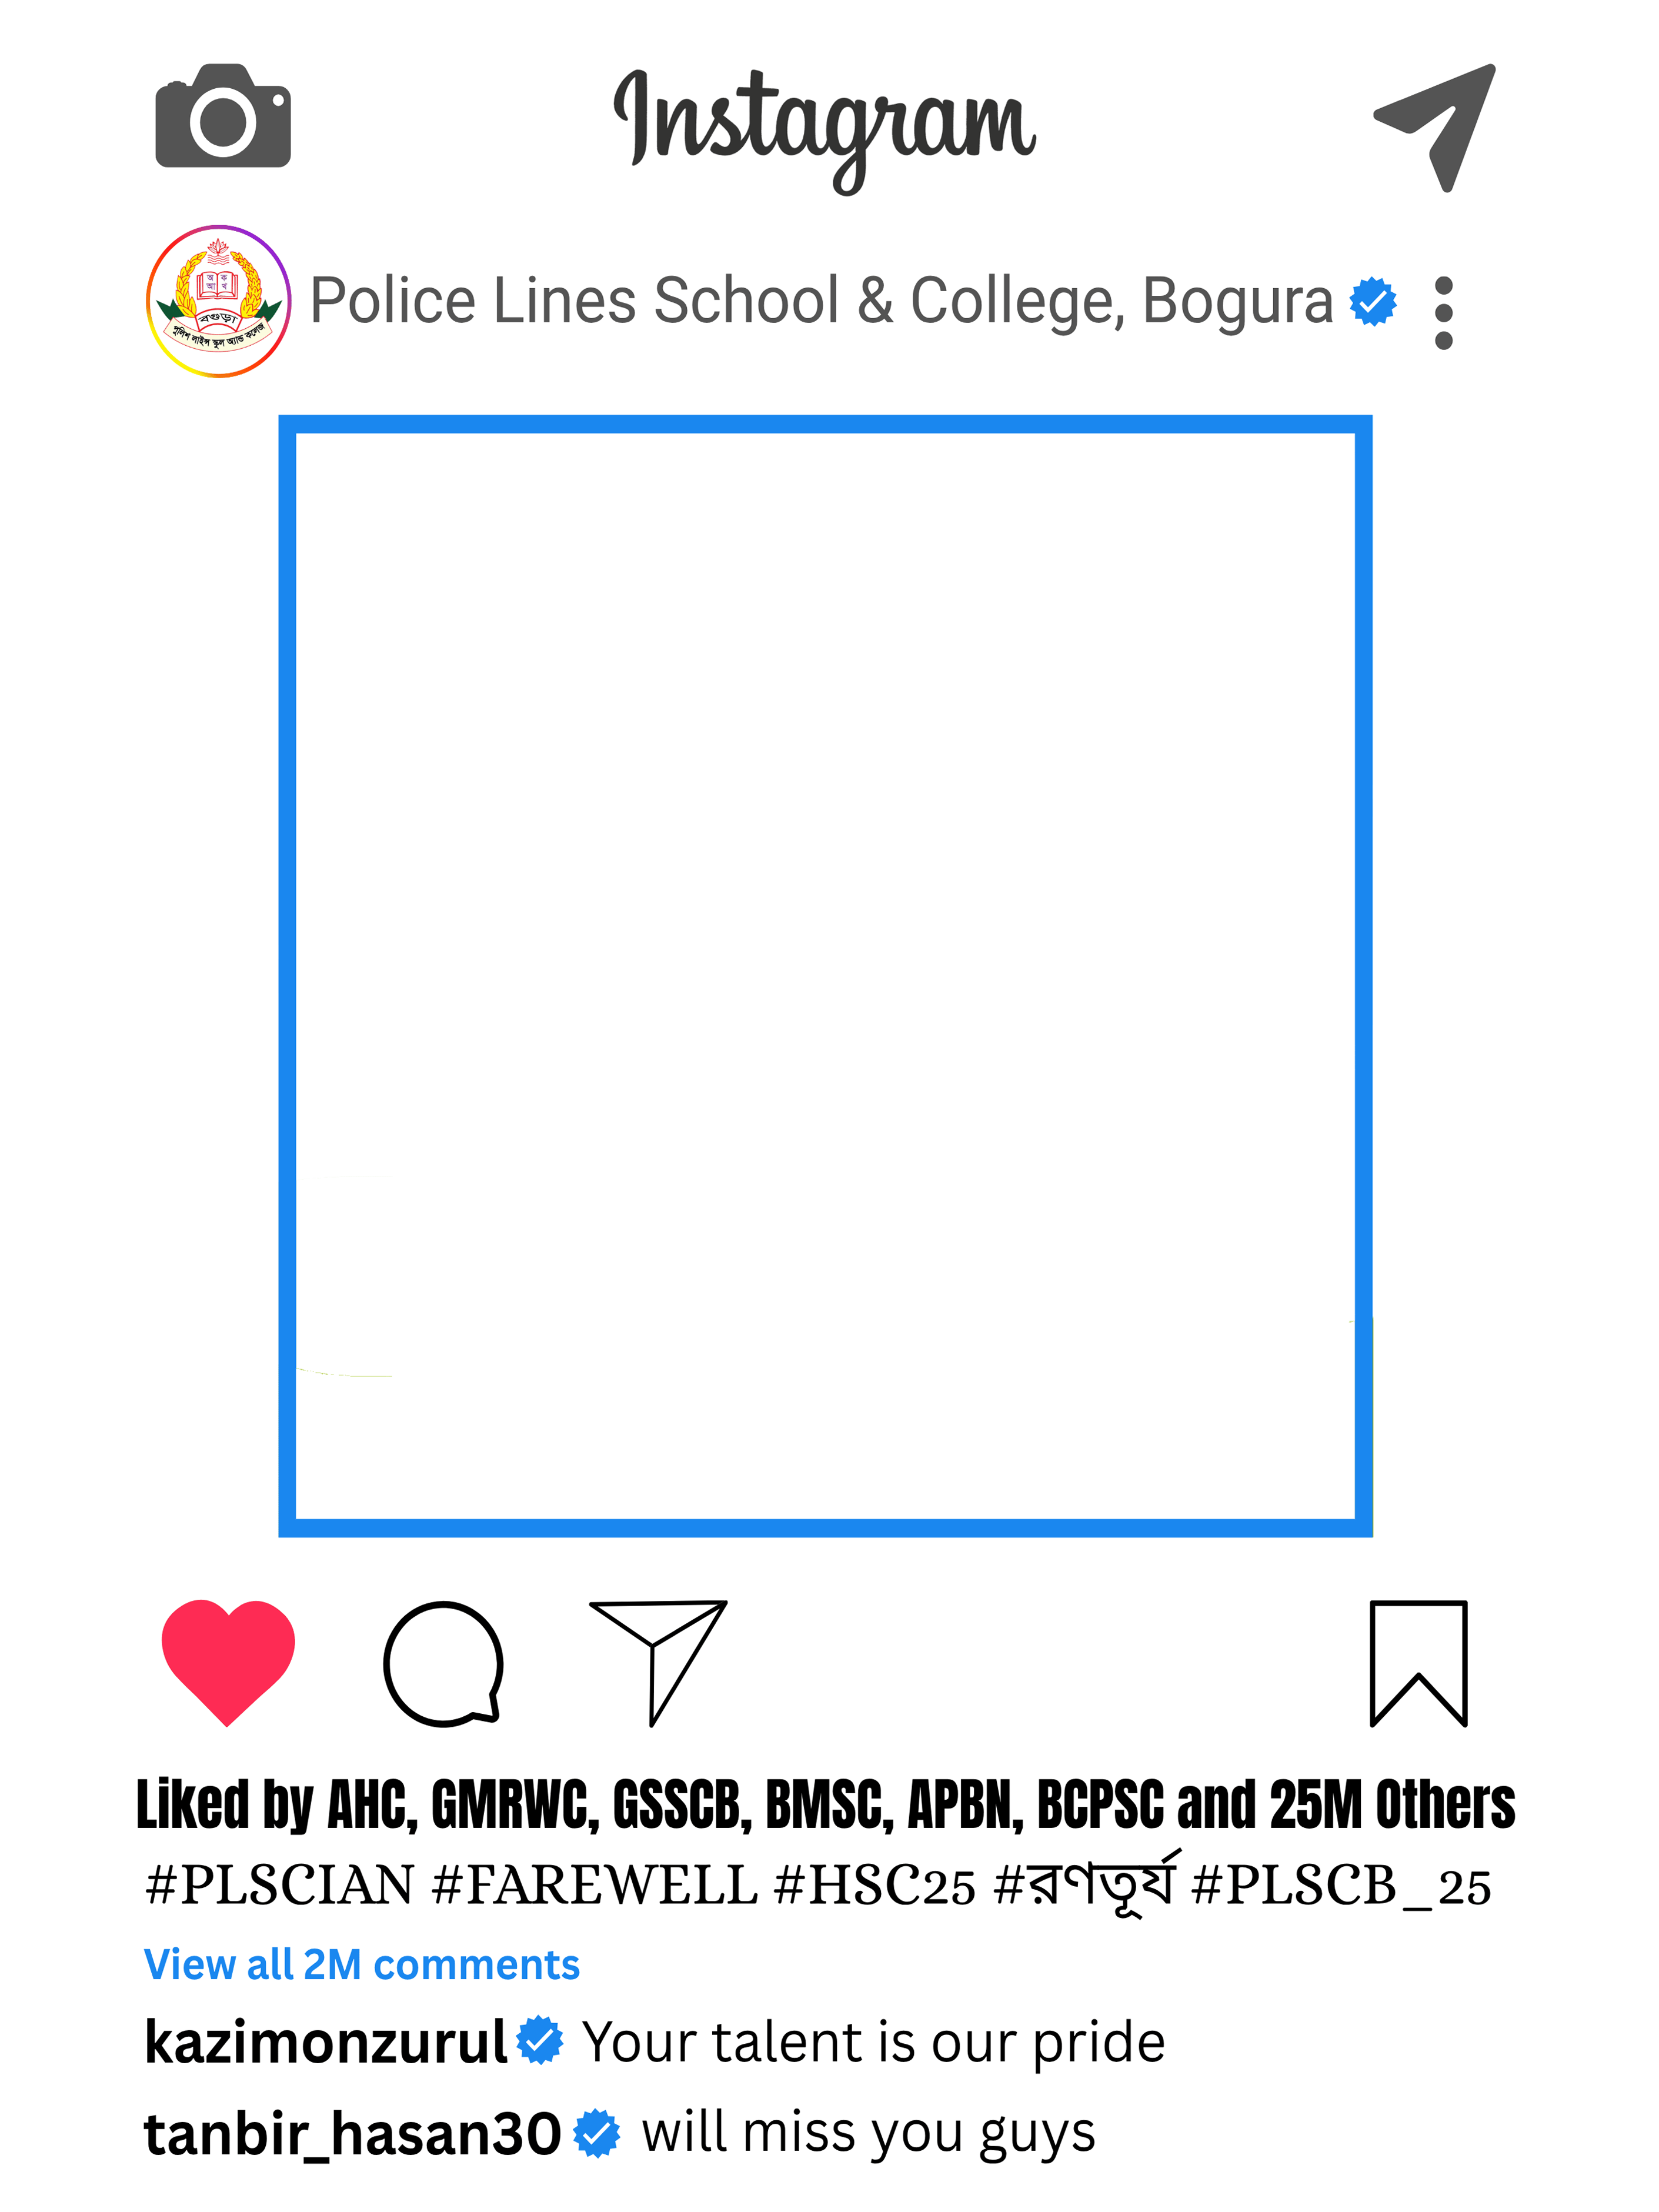 Instagram
অ ক
আ খ
বগুড়া
পুলিশ লাইন্স স্কুল অ্যান্ড কলেজ
Police Lines School & College, Bogura
Liked by AHC, GMRWC, GSSCB, BMSC, APBN, BCPSC and 25M Others
#PLSCIAN #FAREWELL #HSC25 #রণতূর্য #PLSCB_25
View all 2M comments
kazimonzurul Your talent is our pride
tanbir_hasan30 will miss you guys